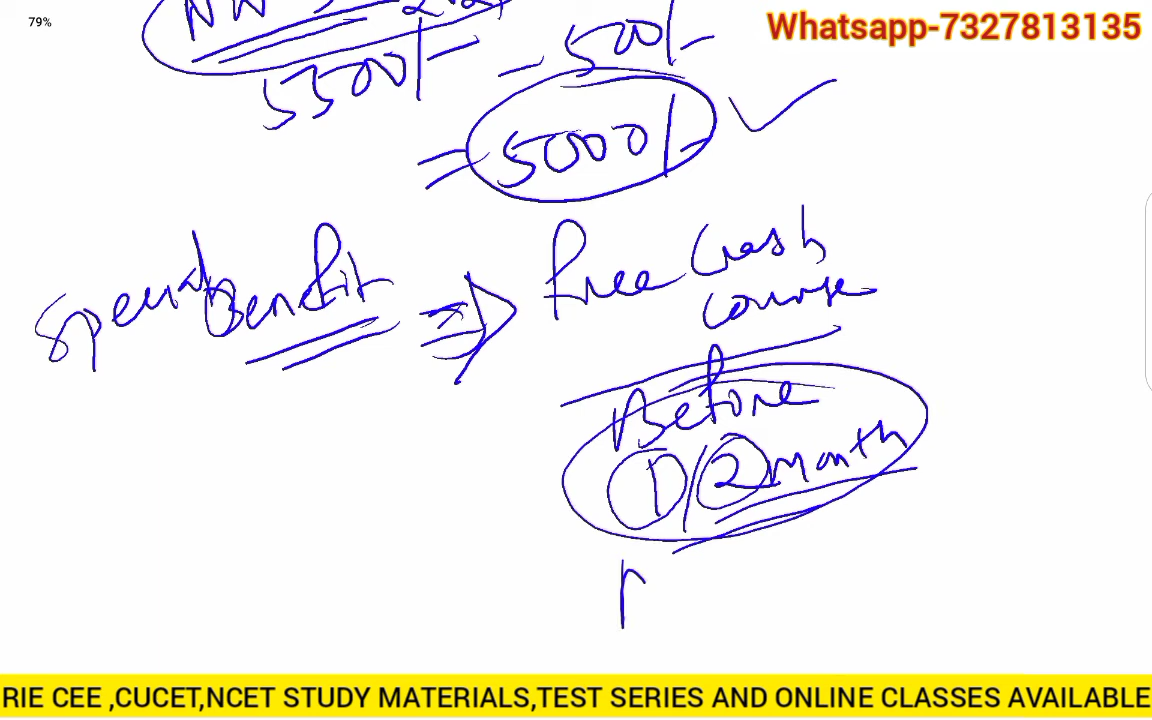 79%
Whatsapp-7327813135
5500/- - 500/-
= 5000/-
Special Benefit ⇒ free Crash
course
Before
1/2 month
RIE CEE ,CUCET,NCET STUDY MATERIALS,TEST SERIES AND ONLINE CLASSES AVAILABLE